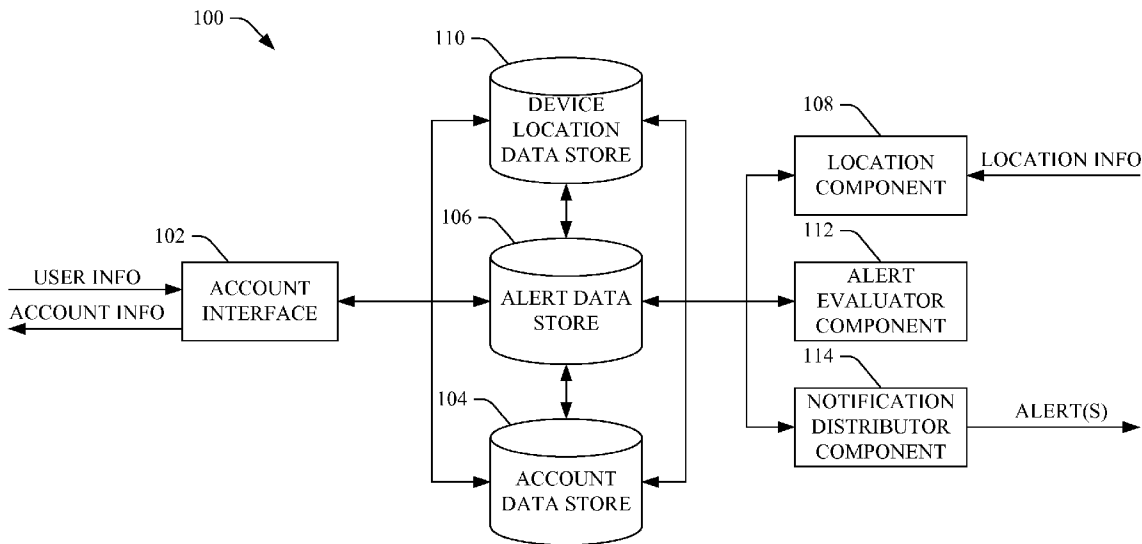 100
110
DEVICE
LOCATION
DATA STORE
108
LOCATION
COMPONENT
LOCATION INFO
106
ALERT DATA
STORE
102
USER INFO
ACCOUNT INFO
ACCOUNT
INTERFACE
112
ALERT
EVALUATOR
COMPONENT
104
ACCOUNT
DATA STORE
114
NOTIFICATION
DISTRIBUTOR
COMPONENT
ALERT(S)